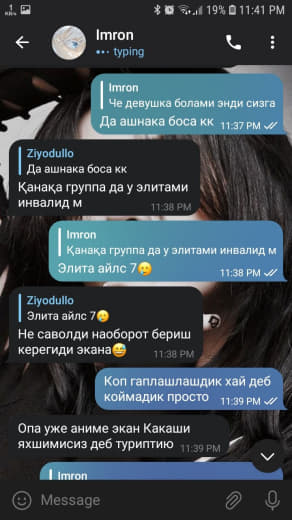 1
KB/s
19%
11:41 PM
Imron
typing
Imron
Че девушка болами энди сизга
Да ашнака боса кк
11:37 PM
Ziyodullo
Да ашнака боса кк
Қанақа группа да у элитами
инвалид м
11:38 PM
Imron
Қанақа группа да у элитами инвалид м
Элита айлс 7🥲
11:38 PM
Ziyodullo
Элита айлс 7🥲
Не саволди наоборот бериш
керегиди экана😅
11:38 PM
Коп гаплашлашдик хай деб
коймадик просто
11:39 PM
Опа уже аниме экан Какаши
яхшимисиз деб туриптию
11:39 PM
Imron
Message